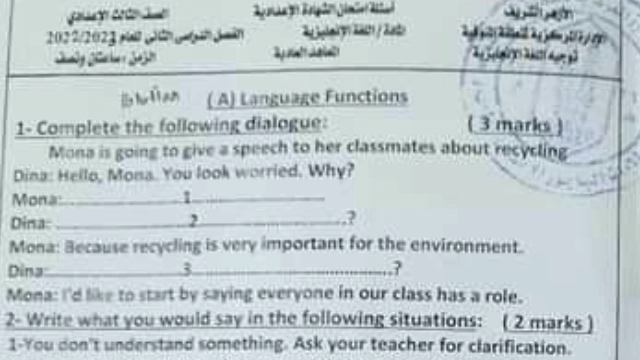 الأزهر الشريف
أسئلة امتحان الشهادة الإعدادية
الصف الثالث الإعدادي
الإدارة المركزية لمنطقة الشرقية
المادة / اللغة الإنجليزية
الفصل الدراسى الثانى للعام 2022/2023
توجيه اللغة الإنجليزية
المعاهد العادية
الزمن : ساعتان ونصف
(A) Language Functions
1- Complete the following dialogue: ( 3 marks )
Mona is going to give a speech to her classmates about recycling
Dina: Hello, Mona. You look worried. Why?
Mona:....................1....................
Dina: ....................2....................?
Mona: Because recycling is very important for the environment.
Dina....................3....................?
Mona: I'd like to start by saying everyone in our class has a role.
2- Write what you would say in the following situations: ( 2 marks )
1-You don't understand something. Ask your teacher for clarification.